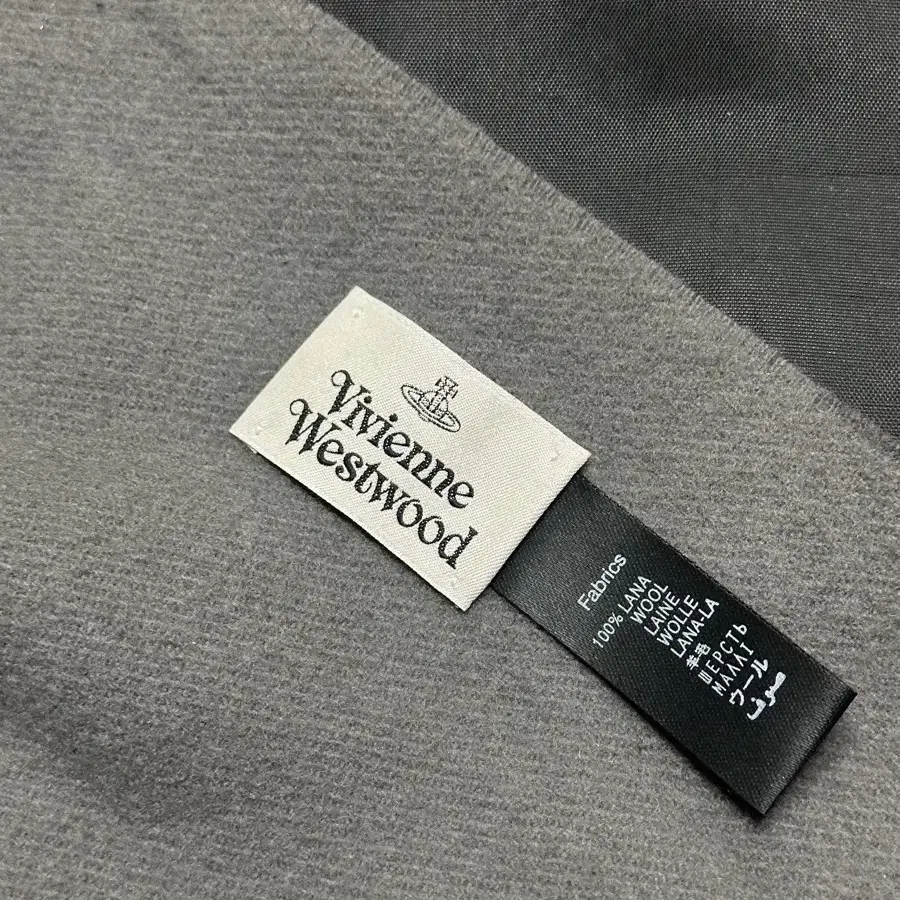 Vivienne
Westwood
Fabrics
100% LANA
WOOL
LAINE
WOLLE
LANA-LA
羊毛
ШЕРСТЬ
ΜΑΛΛΙ
ウール
صوف